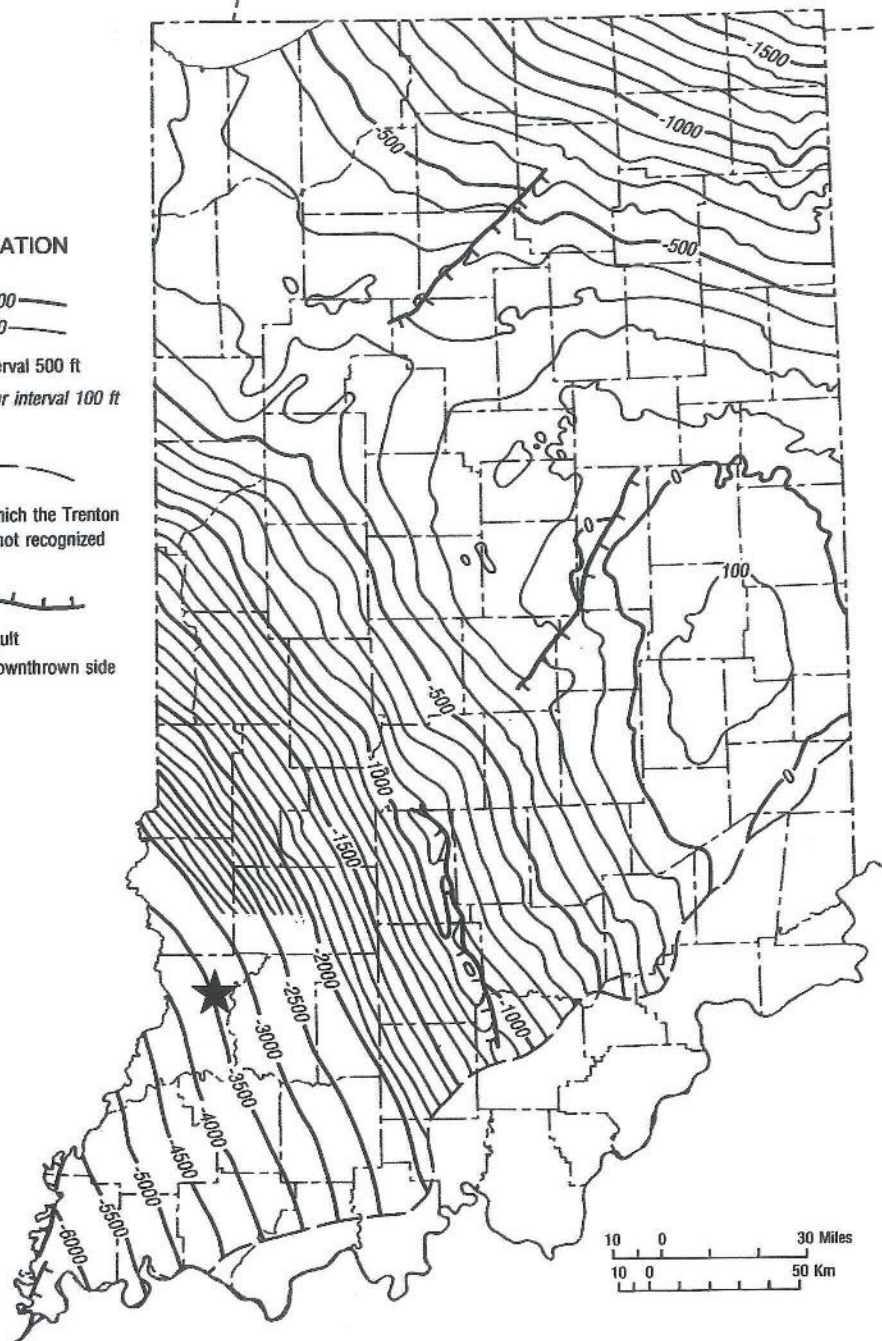 -1500
-1000
-500
-500
ATION
00
0
erval 500 ft
r interval 100 ft
hich the Trenton
not recognized
ult
ownthrown side
0
0
100
-500
-1000
0
-1500
-2000
-2500
-1000
-3000
-3500
-4000
-4500
-5000
-5500
-6000
10 0 30 Miles
10 0 50 Km